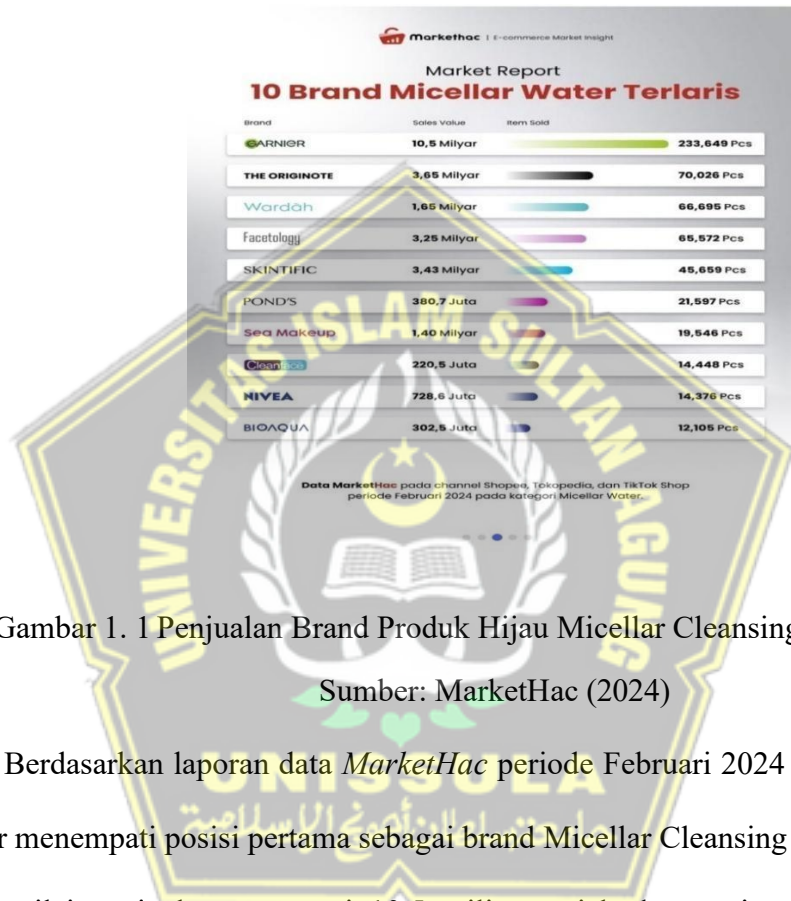 markethac | E-commerce Market Insight
Market Report
10 Brand Micellar Water Terlaris
Brand Sales Value Item Sold
GARNIER 10,5 Milyar 233,649 Pcs
THE ORIGINOTE 3,65 Milyar 70,026 Pcs
Wardah 1,65 Milyar 66,695 Pcs
Facetology 3,25 Milyar 65,572 Pcs
SKINTIFIC 3,43 Milyar 45,659 Pcs
POND'S 380,7 Juta 21,597 Pcs
Sea Makeup 1,40 Milyar 19,546 Pcs
Cleanface 220,5 Juta 14,448 Pcs
NIVEA 728,6 Juta 14,376 Pcs
BIOAQUA 302,5 Juta 12,105 Pcs
Data MarketHac pada channel Shopee, Tokopedia, dan TikTok Shop
periode Februari 2024 pada kategori Micellar Water.
UNIVERSITAS ISLAM SULTAN AGUNG
Gambar 1. 1 Penjualan Brand Produk Hijau Micellar Cleansing
Sumber: MarketHac (2024)
Berdasarkan laporan data MarketHac periode Februari 2024
UNISSULA
menempati posisi pertama sebagai brand Micellar Cleansing